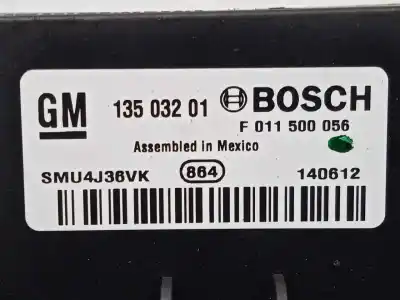 GM 135 032 01 BOSCH
F 011 500 056
Assembled in Mexico
SMU4J36VK 864 140612